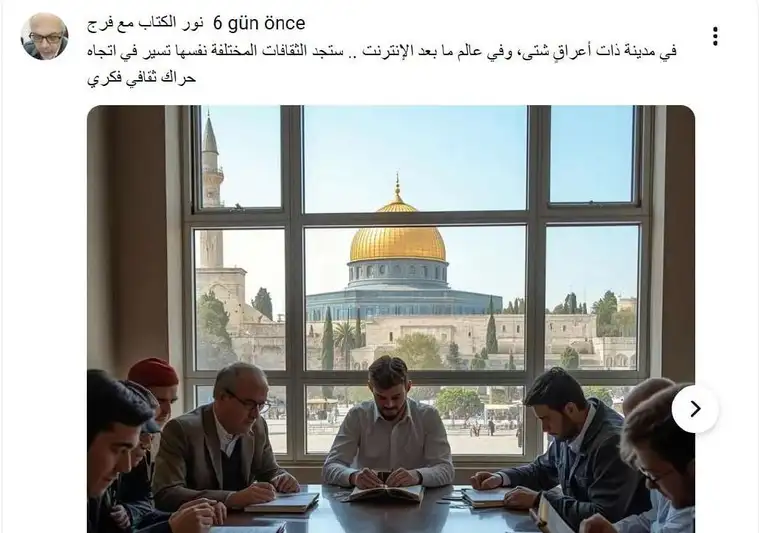 نور الكتاب مع فرج 6 gün önce
في مدينة ذات أعراقٍ شتى، وفي عالم ما بعد الإنترنت .. ستجد الثقافات المختلفة نفسها تسير في اتجاه
حراك ثقافي فكري